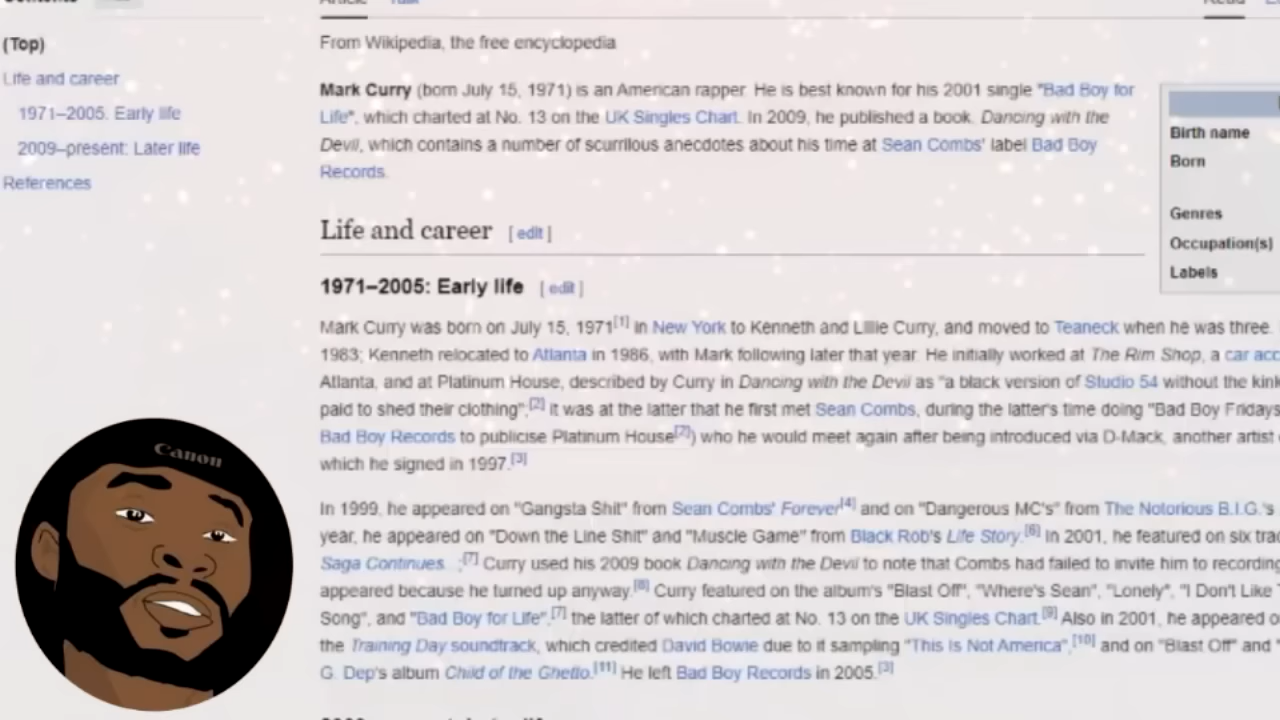 (Top)
Life and career
1971–2005: Early life
2009–present: Later life
References
From Wikipedia, the free encyclopedia
Mark Curry (born July 15, 1971) is an American rapper. He is best known for his 2001 single "Bad Boy for
Life", which charted at No. 13 on the UK Singles Chart. In 2009, he published a book, Dancing with the
Devil, which contains a number of scurrilous anecdotes about his time at Sean Combs' label Bad Boy
Records.
Birth name
Born
Genres
Occupation(s)
Labels
Life and career [ edit ]
1971–2005: Early life [ edit ]
Mark Curry was born on July 15, 1971[1] in New York to Kenneth and Lillie Curry, and moved to Teaneck when he was three.
1983; Kenneth relocated to Atlanta in 1986, with Mark following later that year. He initially worked at The Rim Shop, a car acc
Atlanta, and at Platinum House, described by Curry in Dancing with the Devil as "a black version of Studio 54 without the kink
paid to shed their clothing";[2] it was at the latter that he first met Sean Combs, during the latter's time doing "Bad Boy Fridays
Bad Boy Records to publicise Platinum House[2]) who he would meet again after being introduced via D-Mack, another artist
which he signed in 1997.[3]
In 1999, he appeared on "Gangsta Shit" from Sean Combs' Forever[4] and on "Dangerous MC's" from The Notorious B.I.G.'s
year, he appeared on "Down the Line Shit" and "Muscle Game" from Black Rob's Life Story.[6] In 2001, he featured on six trac
Saga Continues...;[7] Curry used his 2009 book Dancing with the Devil to note that Combs had failed to invite him to recording
appeared because he turned up anyway.[8] Curry featured on the album's "Blast Off", "Where's Sean", "Lonely", "I Don't Like
Song", and "Bad Boy for Life",[7] the latter of which charted at No. 13 on the UK Singles Chart.[9] Also in 2001, he appeared o
the Training Day soundtrack, which credited David Bowie due to it sampling "This Is Not America",[10] and on "Blast Off" and "
G. Dep's album Child of the Ghetto.[11] He left Bad Boy Records in 2005.[3]
Canon